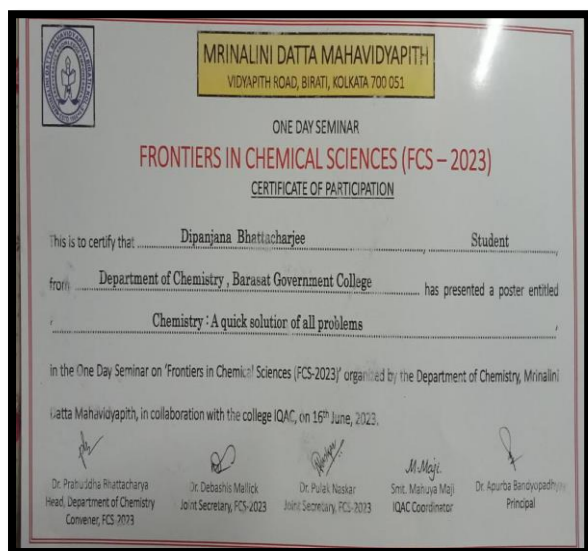 MRINALINI DATTA MAHAVIDYAPITH
VIDYAPITH ROAD, BIRATI, KOLKATA 700 051
ONE DAY SEMINAR
FRONTIERS IN CHEMICAL SCIENCES (FCS – 2023)
CERTIFICATE OF PARTICIPATION
This is to certify that Dipanjana Bhattacharjee, Student,
from Department of Chemistry, Barasat Government College has presented a poster entitled
' Chemistry : A quick solution of all problems '
in the One Day Seminar on 'Frontiers in Chemical Sciences (FCS-2023)' organized by the Department of Chemistry, Mrinalini
Datta Mahavidyapith, in collaboration with the college IQAC, on 16th June, 2023.
M. Maji.
Dr. Prabuddha Bhattacharya Dr. Debashis Mallick Dr. Pulak Naskar Smt. Mahuya Maji Dr. Apurba Bandyopadhyay
Head, Department of Chemistry Joint Secretary, FCS-2023 Joint Secretary, FCS-2023 IQAC Coordinator Principal
Convener, FCS-2023